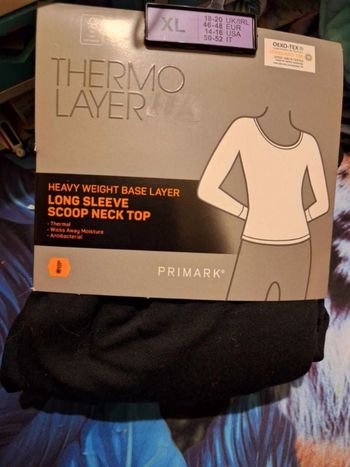 XL
18-20 UK/IRL
46-48 EUR
14-16 USA
50-52 IT
OEKO-TEX®
THERMO
LAYER
HEAVY WEIGHT BASE LAYER
LONG SLEEVE
SCOOP NECK TOP
- Thermal
- Wicks Away Moisture
- Antibacterial
PRIMARK®